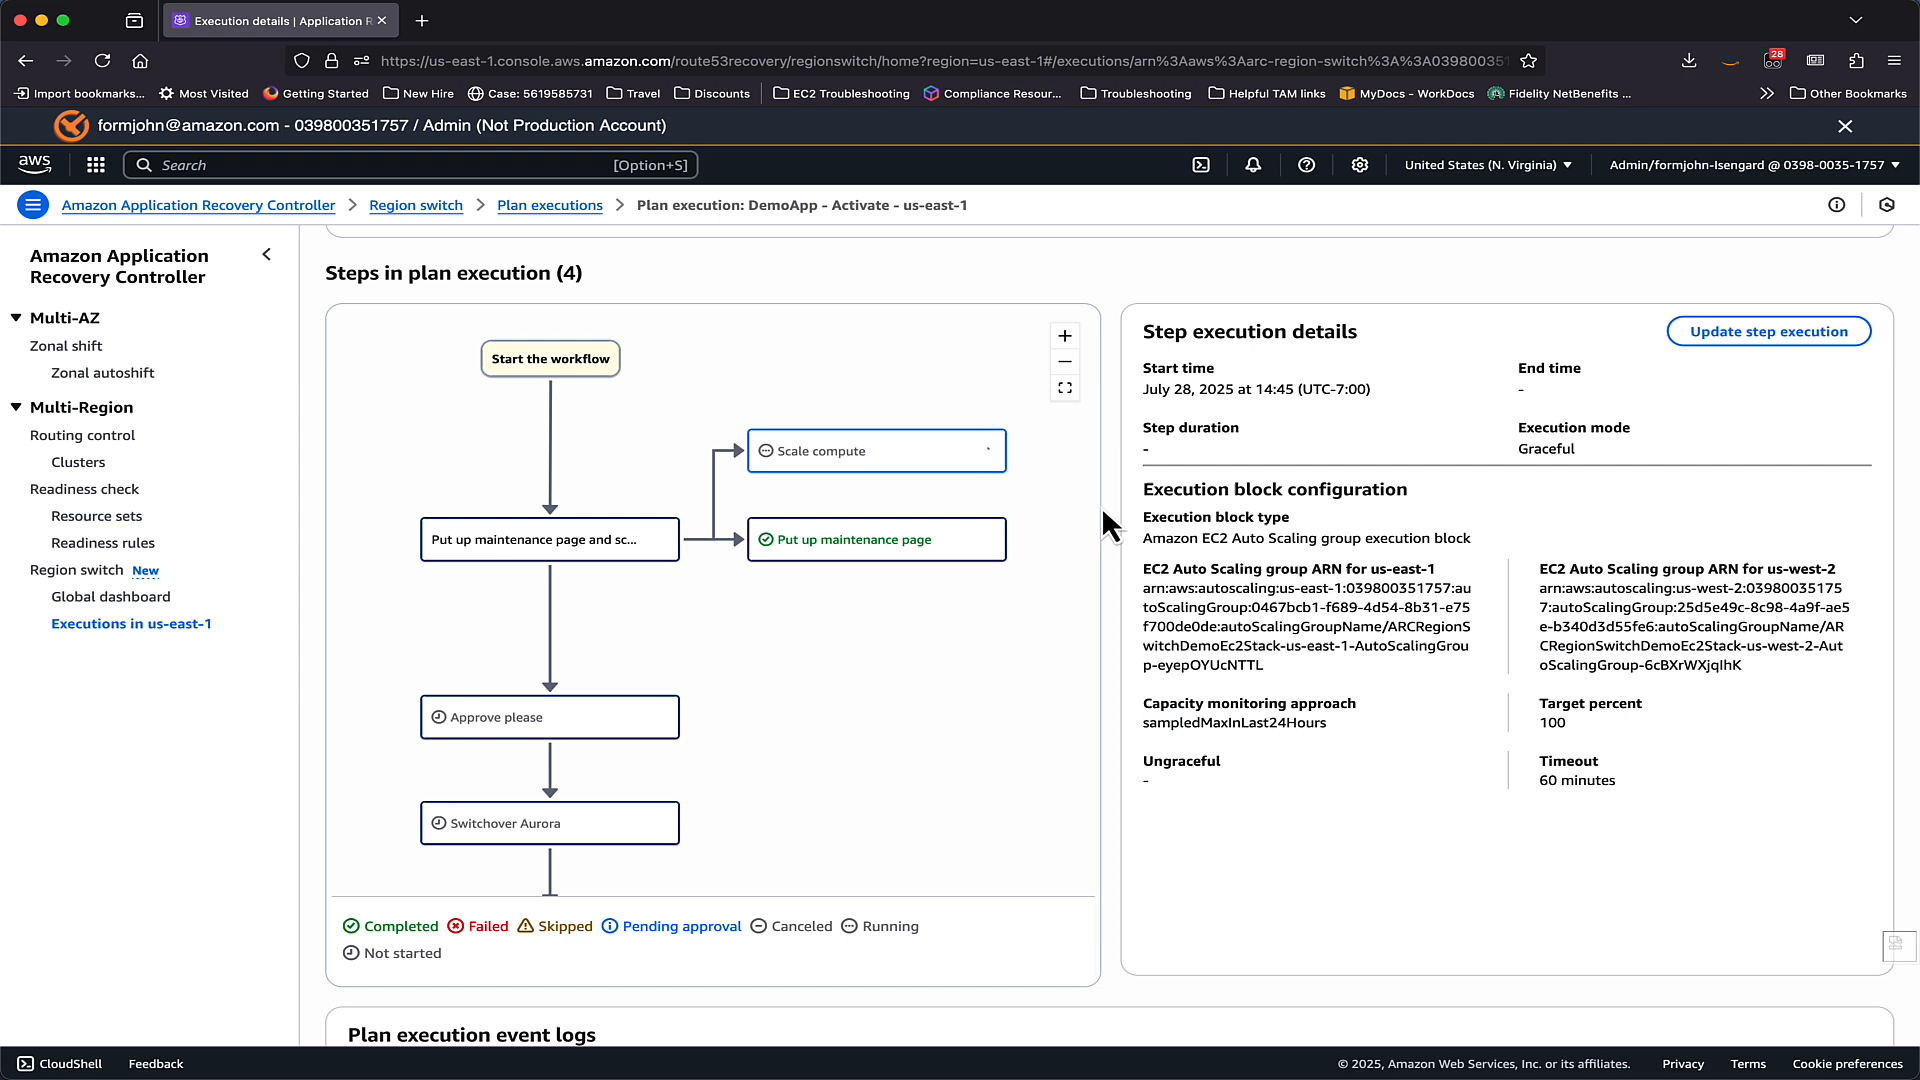 Execution details | Application R
https://us-east-1.console.aws.amazon.com/route53recovery/regionswitch/home?region=us-east-1#/executions/arn%3Aaws%3Aarc-region-switch%3A%3A039800351
28
Import bookmarks...
Most Visited
Getting Started
New Hire
Case: 5619585731
Travel
Discounts
EC2 Troubleshooting
Compliance Resour...
Troubleshooting
Helpful TAM links
MyDocs - WorkDocs
Fidelity NetBenefits ...
Other Bookmarks
formjohn@amazon.com - 039800351757 / Admin (Not Production Account)
aws
Search
[Option+S]
United States (N. Virginia)
Admin/formjohn-Isengard @ 0398-0035-1757
Amazon Application Recovery Controller
Region switch
Plan executions
Plan execution: DemoApp - Activate - us-east-1
Amazon Application
Recovery Controller
Multi-AZ
Zonal shift
Zonal autoshift
Multi-Region
Routing control
Clusters
Readiness check
Resource sets
Readiness rules
Region switch New
Global dashboard
Executions in us-east-1
Steps in plan execution (4)
Start the workflow
Scale compute
Put up maintenance page and sc...
Put up maintenance page
Approve please
Switchover Aurora
Completed
Failed
Skipped
Pending approval
Canceled
Running
Not started
Step execution details
Update step execution
Start time
July 28, 2025 at 14:45 (UTC-7:00)
End time
-
Step duration
-
Execution mode
Graceful
Execution block configuration
Execution block type
Amazon EC2 Auto Scaling group execution block
EC2 Auto Scaling group ARN for us-east-1
arn:aws:autoscaling:us-east-1:039800351757:au
toScalingGroup:0467bcb1-f689-4d54-8b31-e75
f700de0de:autoScalingGroupName/ARCRegionS
witchDemoEc2Stack-us-east-1-AutoScalingGrou
p-eyepOYUcNTTL
EC2 Auto Scaling group ARN for us-west-2
arn:aws:autoscaling:us-west-2:03980035175
7:autoScalingGroup:25d5e49c-8c98-4a9f-ae5
e-b340d3d55fe6:autoScalingGroupName/AR
CRegionSwitchDemoEc2Stack-us-west-2-Aut
oScalingGroup-6cBXrWXjqIhK
Capacity monitoring approach
sampledMaxInLast24Hours
Target percent
100
Ungraceful
-
Timeout
60 minutes
Plan execution event logs
CloudShell
Feedback
© 2025, Amazon Web Services, Inc. or its affiliates.
Privacy
Terms
Cookie preferences